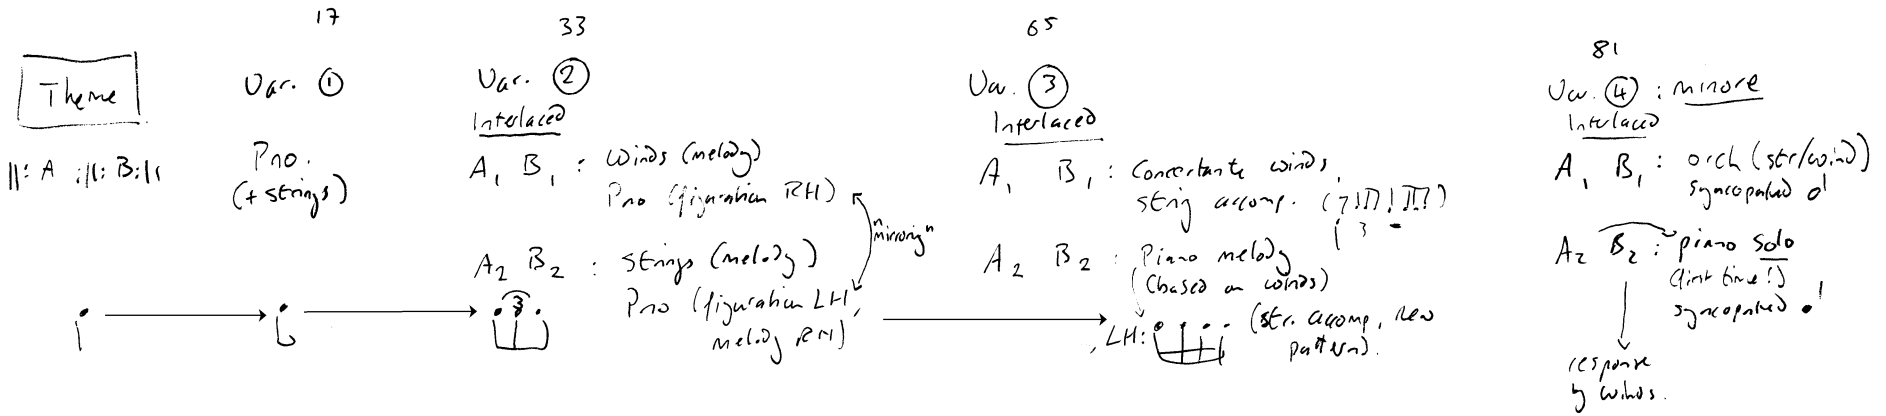 Theme
||: A :||: B :||
17
Var. 1
Pno.
(+ strings)
33
Var. 2
Interlaced
A1 B1 : winds (melody)
Pno (figuration RH)
"mirroring"
A2 B2 : strings (melody)
Pno (figuration LH,
melody RH)
3
65
Var. 3
Interlaced
A1 B1 : Concertante winds,
string accomp.
3
A2 B2 : Piano melody
(based on winds)
, LH: (str. accomp, new
pattern).
81
Var. 4 : minore
Interlaced
A1 B1 : orch (str/wind)
syncopated
A2 B2 : piano solo
(first time!)
syncopated
response
by winds.